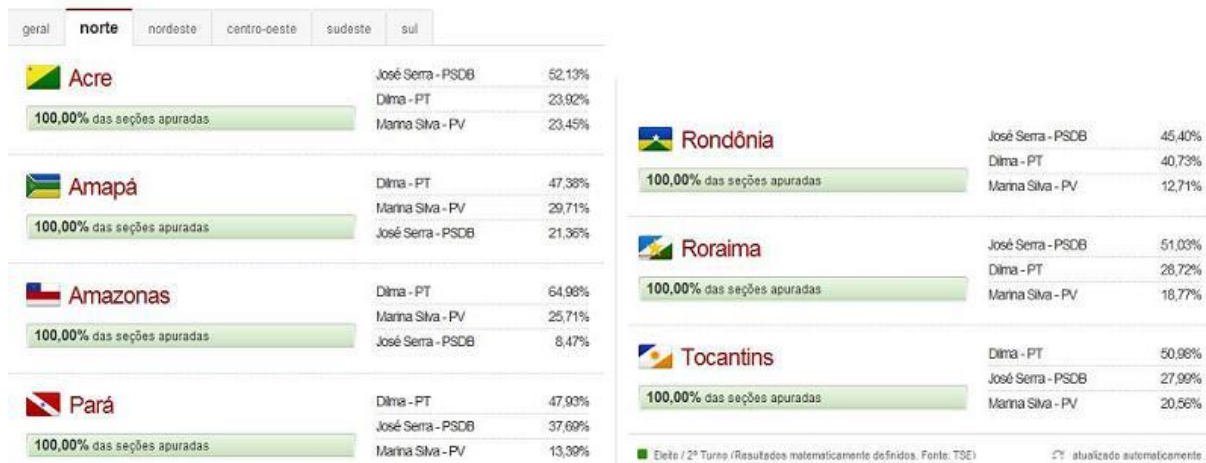 geral norte nordeste centro-oeste sudeste sul
Acre
100,00% das seções apuradas
José Serra - PSDB 52,13%
Dilma - PT 23,92%
Marina Silva - PV 23,45%
Amapá
100,00% das seções apuradas
Dilma - PT 47,38%
Marina Silva - PV 29,71%
José Serra - PSDB 21,36%
Amazonas
100,00% das seções apuradas
Dilma - PT 64,98%
Marina Silva - PV 25,71%
José Serra - PSDB 8,47%
Pará
100,00% das seções apuradas
Dilma - PT 47,93%
José Serra - PSDB 37,69%
Marina Silva - PV 13,39%
Rondônia
100,00% das seções apuradas
José Serra - PSDB 45,40%
Dilma - PT 40,73%
Marina Silva - PV 12,71%
Roraima
100,00% das seções apuradas
José Serra - PSDB 51,03%
Dilma - PT 28,72%
Marina Silva - PV 18,77%
Tocantins
100,00% das seções apuradas
Dilma - PT 50,98%
José Serra - PSDB 27,99%
Marina Silva - PV 20,56%
Eleito / 2º Turno (Resultados matematicamente definidos. Fonte: TSE) atualizado automaticamente